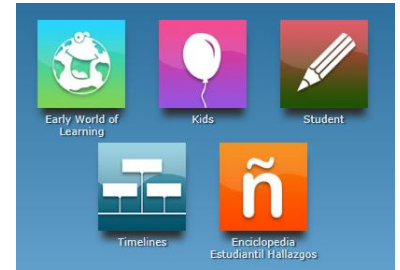 Early World of
Learning
Kids
Student
Timelines
ñ
Enciclopedia
Estudiantil Hallazgos